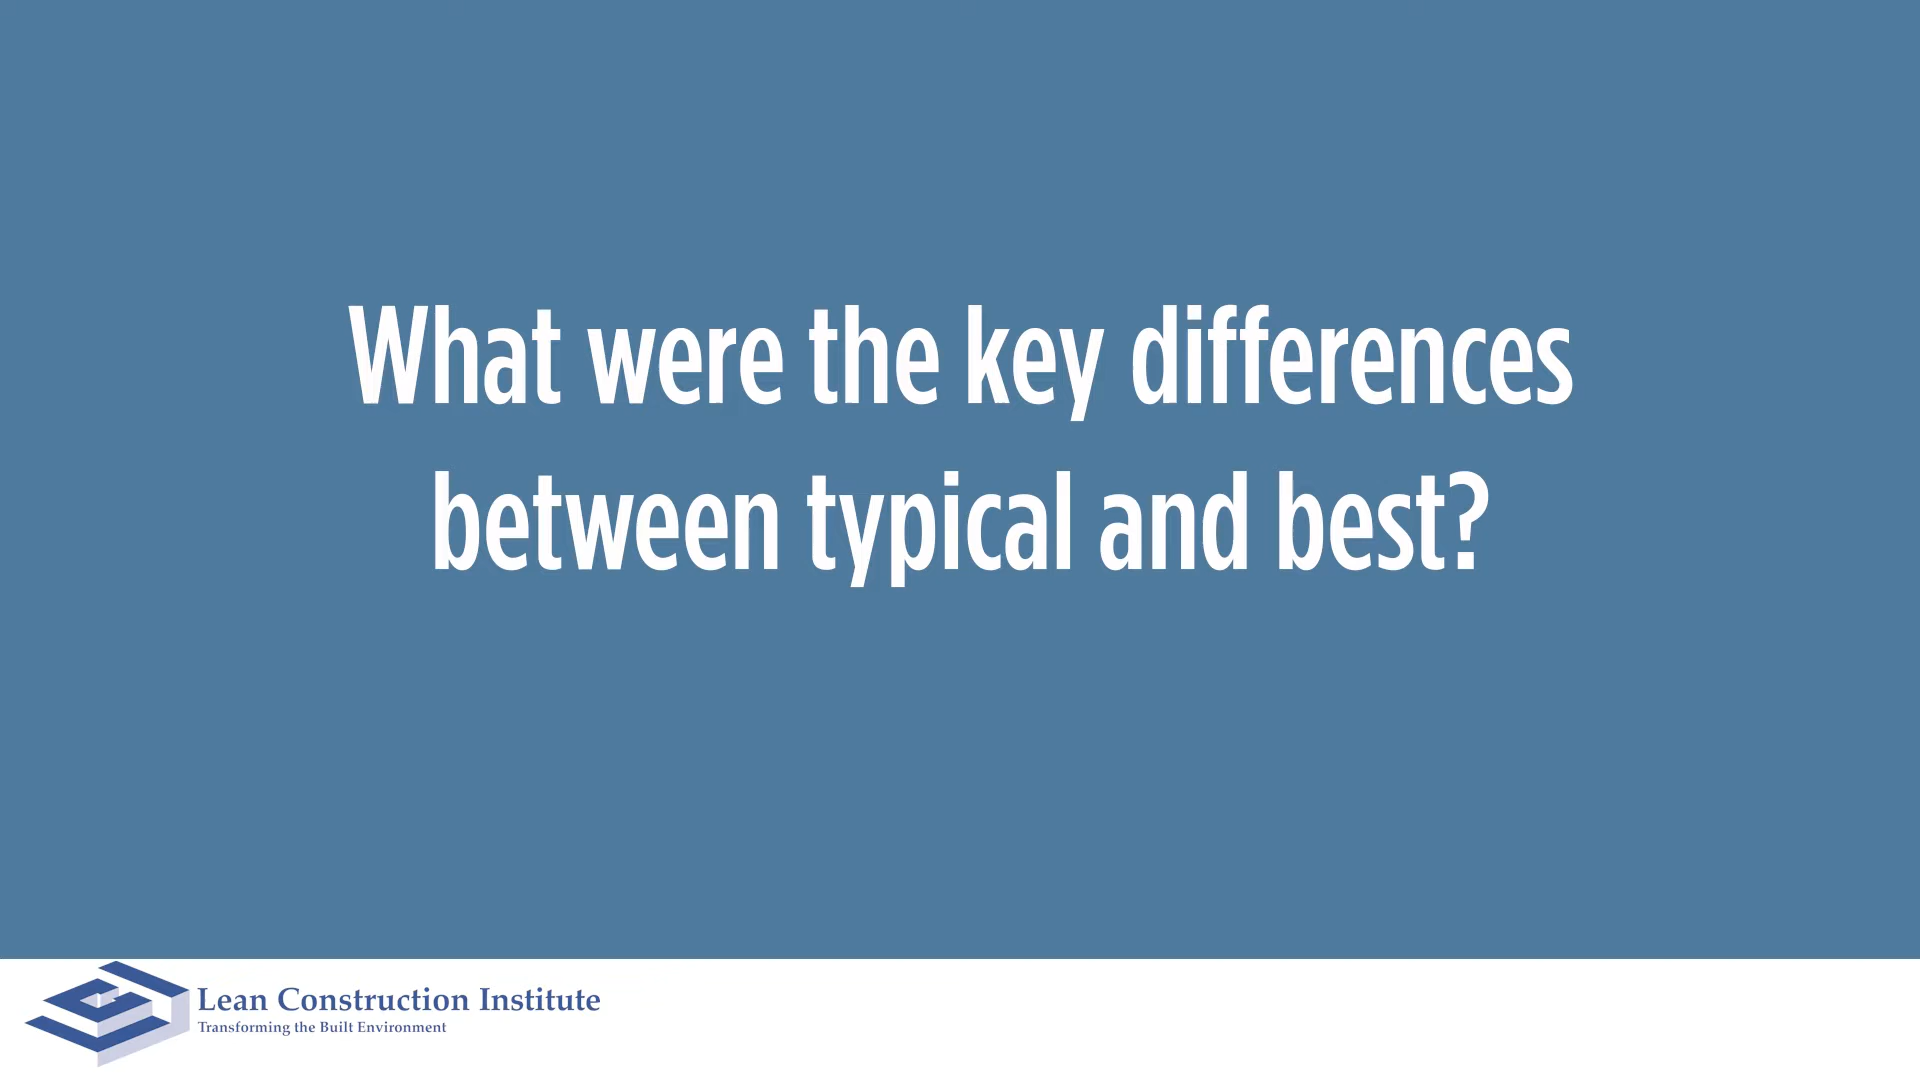 What were the key differences
between typical and best?
Lean Construction Institute
Transforming the Built Environment